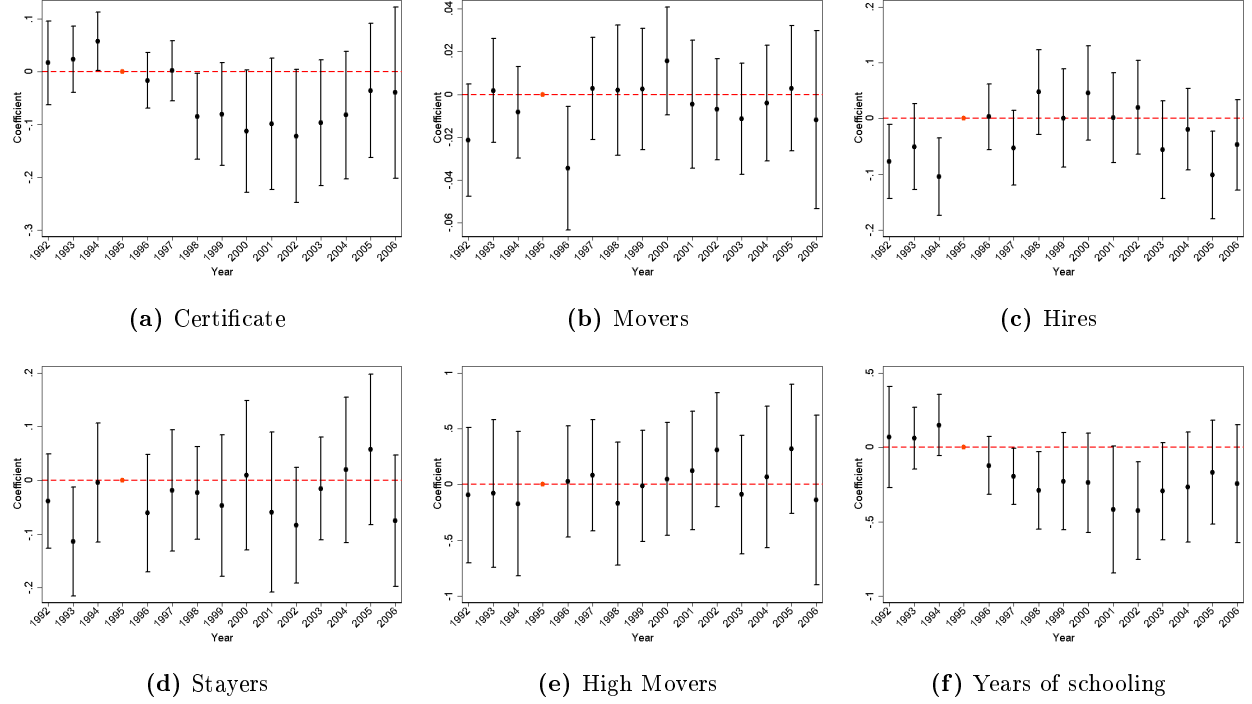 Coefficient
.1
0
-.1
-.2
-.3
1992 1993 1994 1995 1996 1997 1998 1999 2000 2001 2002 2003 2004 2005 2006
Year
(a) Certificate
Coefficient
.04
.02
0
-.02
-.04
-.06
1992 1993 1994 1995 1996 1997 1998 1999 2000 2001 2002 2003 2004 2005 2006
Year
(b) Movers
Coefficient
.2
.1
0
-.1
-.2
1992 1993 1994 1995 1996 1997 1998 1999 2000 2001 2002 2003 2004 2005 2006
Year
(c) Hires
Coefficient
.2
.1
0
-.1
-.2
1992 1993 1994 1995 1996 1997 1998 1999 2000 2001 2002 2003 2004 2005 2006
Year
(d) Stayers
Coefficient
1
.5
0
-.5
-1
1992 1993 1994 1995 1996 1997 1998 1999 2000 2001 2002 2003 2004 2005 2006
Year
(e) High Movers
Coefficient
.5
0
-.5
-1
1992 1993 1994 1995 1996 1997 1998 1999 2000 2001 2002 2003 2004 2005 2006
Year
(f) Years of schooling